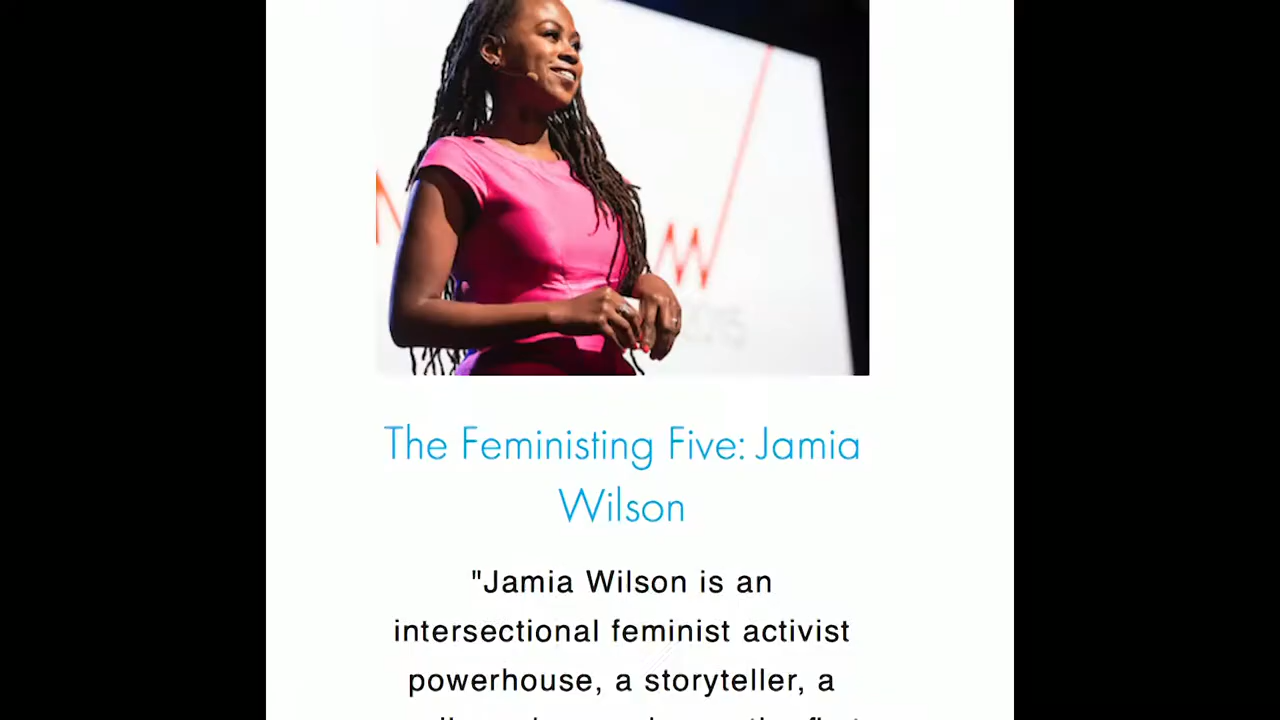 The Feministing Five: Jamia
Wilson
"Jamia Wilson is an
intersectional feminist activist
powerhouse, a storyteller, a